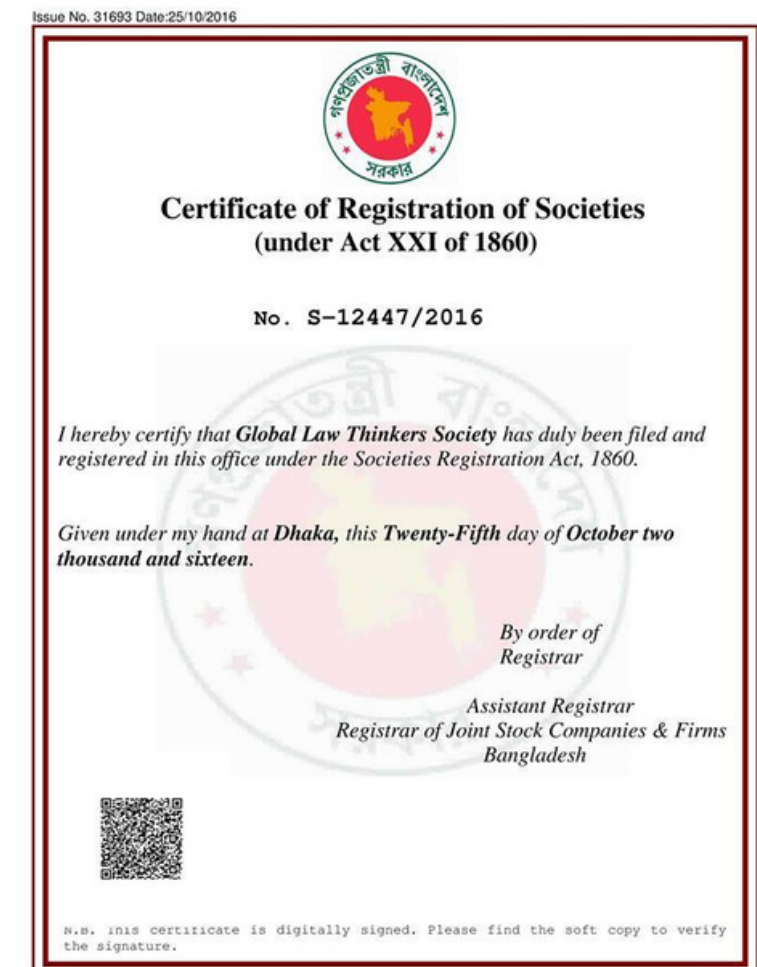 Issue No. 31693 Date:25/10/2016
গণপ্রজাতন্ত্রী বাংলাদেশ
সরকার
Certificate of Registration of Societies
(under Act XXI of 1860)
No. S-12447/2016
গণপ্রজাতন্ত্রী বাংলাদেশ
I hereby certify that Global Law Thinkers Society has duly been filed and
registered in this office under the Societies Registration Act, 1860.
Given under my hand at Dhaka, this Twenty-Fifth day of October two
thousand and sixteen.
By order of
Registrar
Assistant Registrar
Registrar of Joint Stock Companies & Firms
Bangladesh
সরকার
N.B. This certificate is digitally signed. Please find the soft copy to verify
the signature.